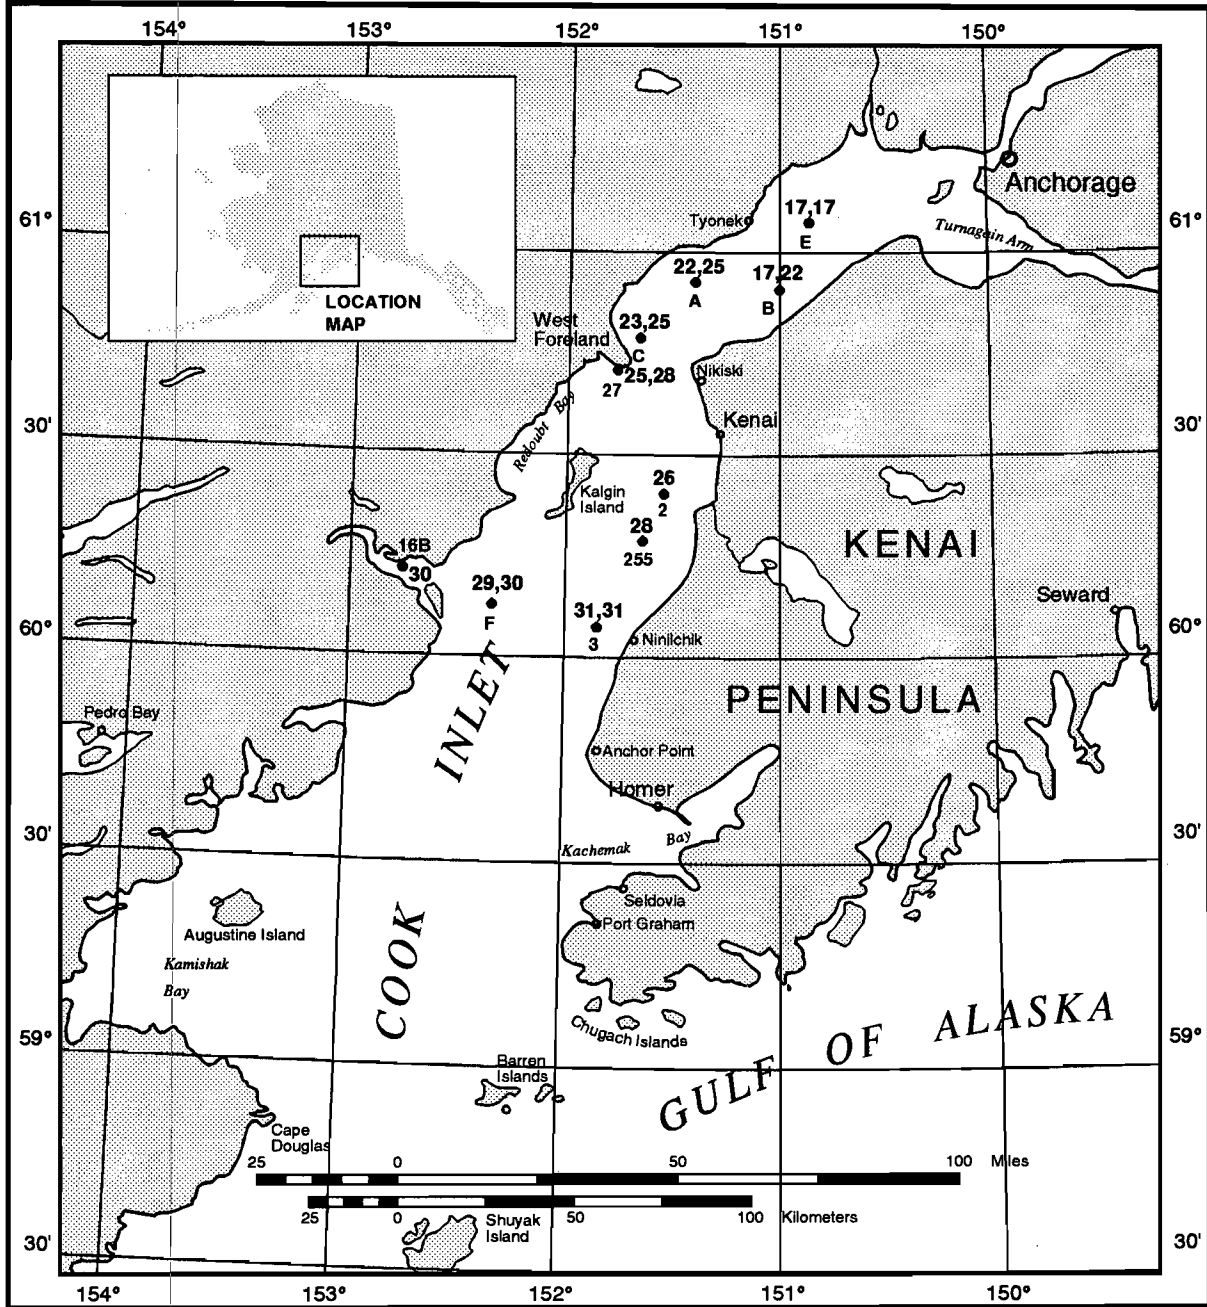 154° 153° 152° 151° 150°
LOCATION
MAP
Anchorage
Tyonek
17,17
E
Turnagain Arm
61° 61°
22,25
A
17,22
B
West
Foreland
23,25
C
25,28
27
Nikiski
Redoubt Bay
Kenai
30' 30'
Kalgin
Island
26
2
28
255
KENAI
16B
30
29,30
F
31,31
3
Ninilchik
Seward
60° 60°
INLET
PENINSULA
Pedro Bay
Anchor Point
Homer
30' 30'
Kachemak Bay
Seldovia
Port Graham
Augustine Island
Kamishak
Bay
COOK
Chugach Islands
GULF OF ALASKA
59° 59°
Barren
Islands
Cape
Douglas
25 0 50 100 Miles
25 0 50 100 Kilometers
Shuyak
Island
30' 30'
154° 153° 152° 151° 150°